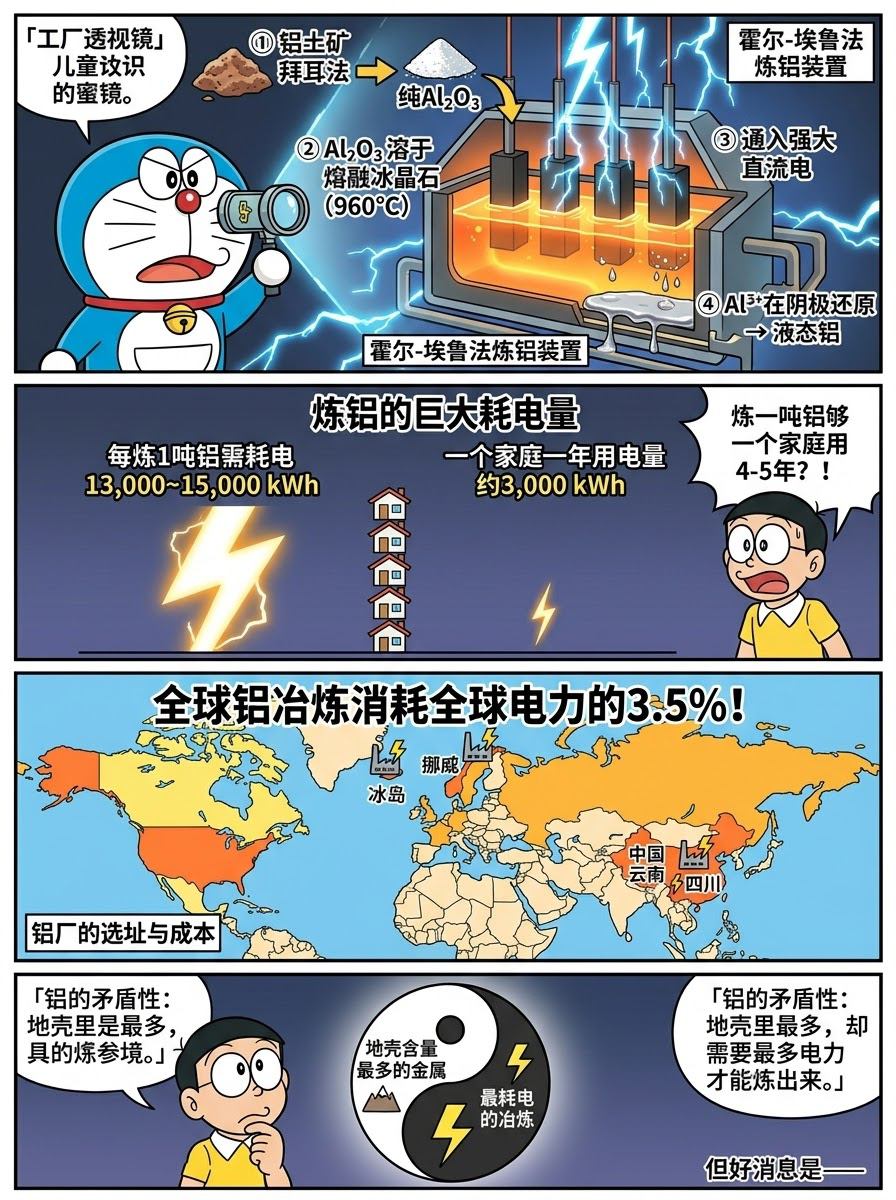 「工厂透视镜」
儿童诠识
的蜜镜。
① 铝土矿
拜耳法
纯Al₂O₃
霍尔-埃鲁法
炼铝装置
② Al₂O₃ 溶于
熔融冰晶石
（960℃）
③ 通入强大
直流电
④ Al³⁺在阴极还原
→ 液态铝
霍尔-埃鲁法炼铝装置
炼铝的巨大耗电量
每炼1吨铝需耗电
13,000~15,000 kWh
一个家庭一年用电量
约3,000 kWh
炼一吨铝够
一个家庭用
4-5年？！
全球铝冶炼消耗全球电力的3.5%！
冰岛
挪威
中国
云南
四川
铝厂的选址与成本
「铝的矛盾性：
地壳里是最多，
具的炼参境。」
地壳含量
最多的金属
最耗电
的冶炼
「铝的矛盾性：
地壳里最多，却
需要最多电力
才能炼出来。」
但好消息是——